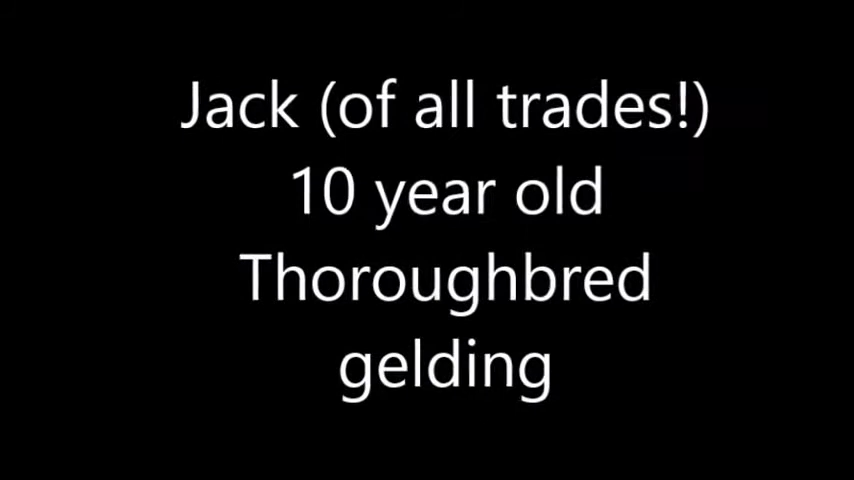 Jack (of all trades!)
10 year old
Thoroughbred
gelding